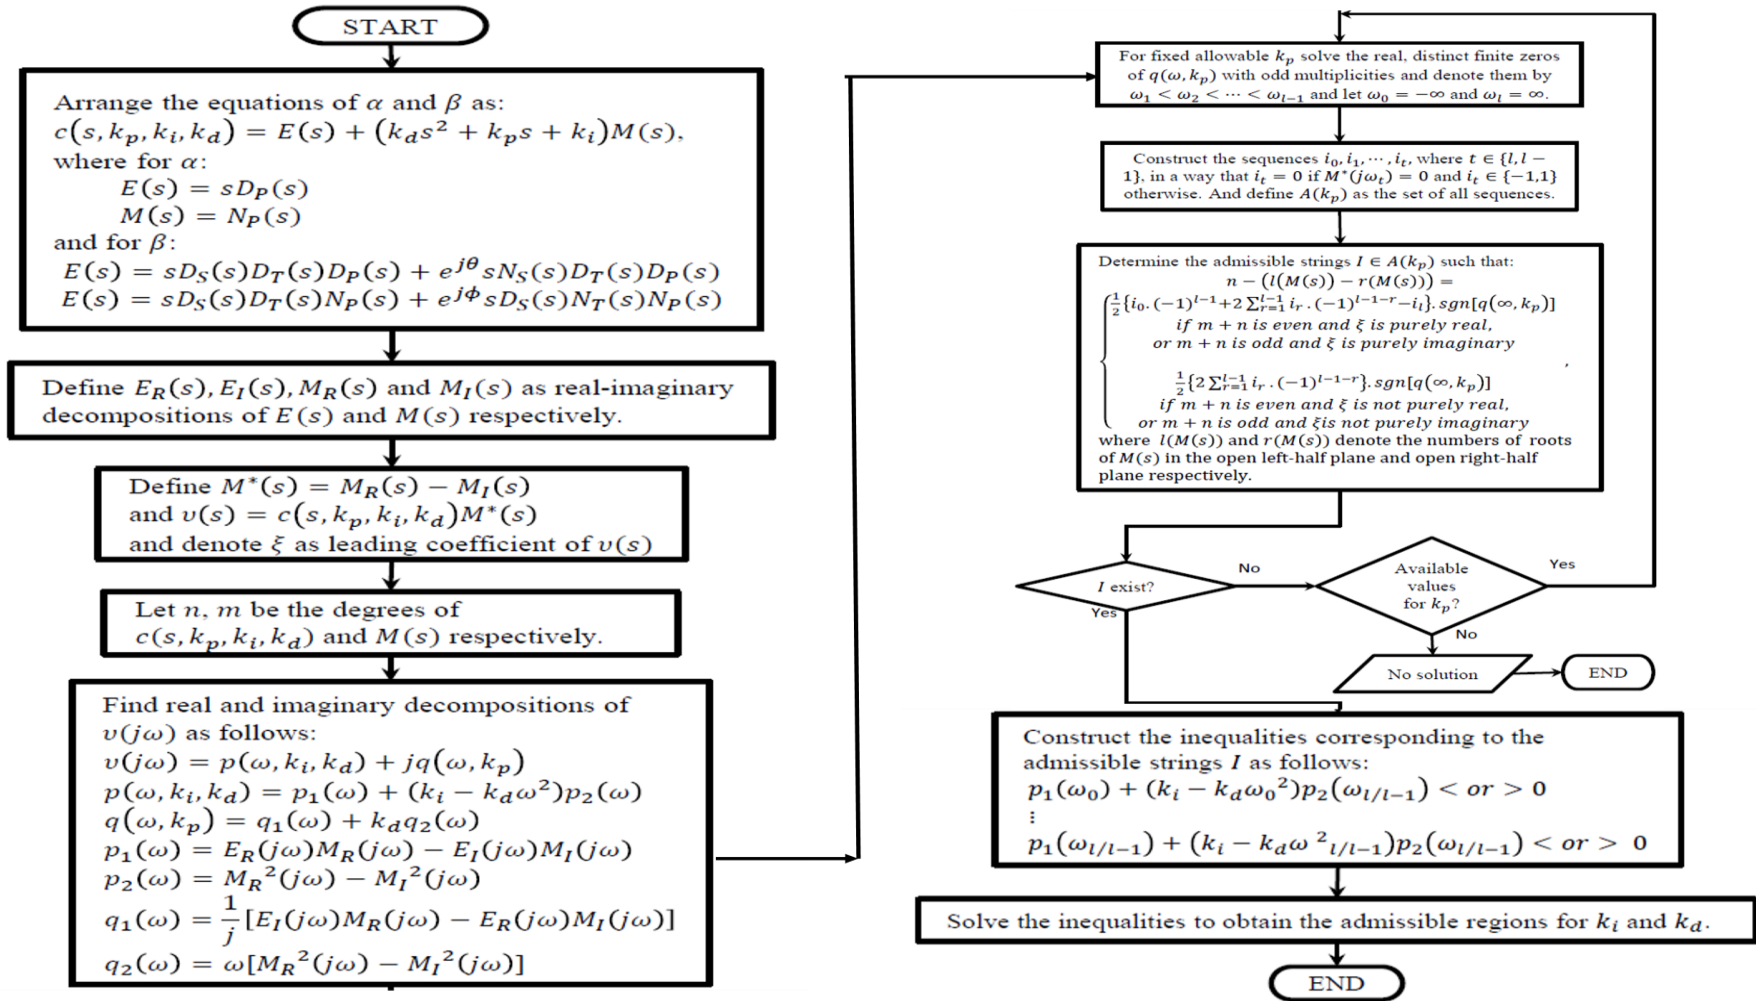 START
Arrange the equations of α and β as:
c(s, k_p, k_i, k_d) = E(s) + (k_d s² + k_p s + k_i)M(s),
where for α:
E(s) = sD_P(s)
M(s) = N_P(s)
and for β:
E(s) = sD_S(s)D_T(s)D_P(s) + e^{jθ} sN_S(s)D_T(s)D_P(s)
E(s) = sD_S(s)D_T(s)N_P(s) + e^{jϕ} sD_S(s)N_T(s)N_P(s)
Define E_R(s), E_I(s), M_R(s) and M_I(s) as real-imaginary
decompositions of E(s) and M(s) respectively.
Define M*(s) = M_R(s) − M_I(s)
and υ(s) = c(s, k_p, k_i, k_d)M*(s)
and denote ξ as leading coefficient of υ(s)
Let n, m be the degrees of
c(s, k_p, k_i, k_d) and M(s) respectively.
Find real and imaginary decompositions of
υ(jω) as follows:
υ(jω) = p(ω, k_i, k_d) + jq(ω, k_p)
p(ω, k_i, k_d) = p_1(ω) + (k_i − k_d ω²)p_2(ω)
q(ω, k_p) = q_1(ω) + k_d q_2(ω)
p_1(ω) = E_R(jω)M_R(jω) − E_I(jω)M_I(jω)
p_2(ω) = M_R²(jω) − M_I²(jω)
q_1(ω) = 1/j [E_I(jω)M_R(jω) − E_R(jω)M_I(jω)]
q_2(ω) = ω[M_R²(jω) − M_I²(jω)]
For fixed allowable k_p solve the real, distinct finite zeros
of q(ω, k_p) with odd multiplicities and denote them by
ω_1 < ω_2 < ⋯ < ω_{l−1} and let ω_0 = −∞ and ω_l = ∞.
Construct the sequences i_0, i_1, ⋯, i_t, where t ∈ {l, l −
1}, in a way that i_t = 0 if M*(jω_t) = 0 and i_t ∈ {−1,1}
otherwise. And define A(k_p) as the set of all sequences.
Determine the admissible strings I ∈ A(k_p) such that:
n − (l(M(s)) − r(M(s))) =
{ 1/2 {i_0. (−1)^{l−1} + 2 ∑_{r=1}^{l−1} i_r . (−1)^{l−1−r} − i_l}. sgn[q(∞, k_p)]
if m + n is even and ξ is purely real,
or m + n is odd and ξ is purely imaginary
,
1/2 {2 ∑_{r=1}^{l−1} i_r . (−1)^{l−1−r}. sgn[q(∞, k_p)]
if m + n is even and ξ is not purely real,
or m + n is odd and ξis not purely imaginary
where l(M(s)) and r(M(s)) denote the numbers of roots
of M(s) in the open left-half plane and open right-half
plane respectively.
I exist?
No
Yes
Available
values
for k_p?
Yes
No
No solution
END
Construct the inequalities corresponding to the
admissible strings I as follows:
p_1(ω_0) + (k_i − k_d ω_0²)p_2(ω_{l/l−1}) < or > 0
⋮
p_1(ω_{l/l−1}) + (k_i − k_d ω²_{l/l−1})p_2(ω_{l/l−1}) < or > 0
Solve the inequalities to obtain the admissible regions for k_i and k_d.
END